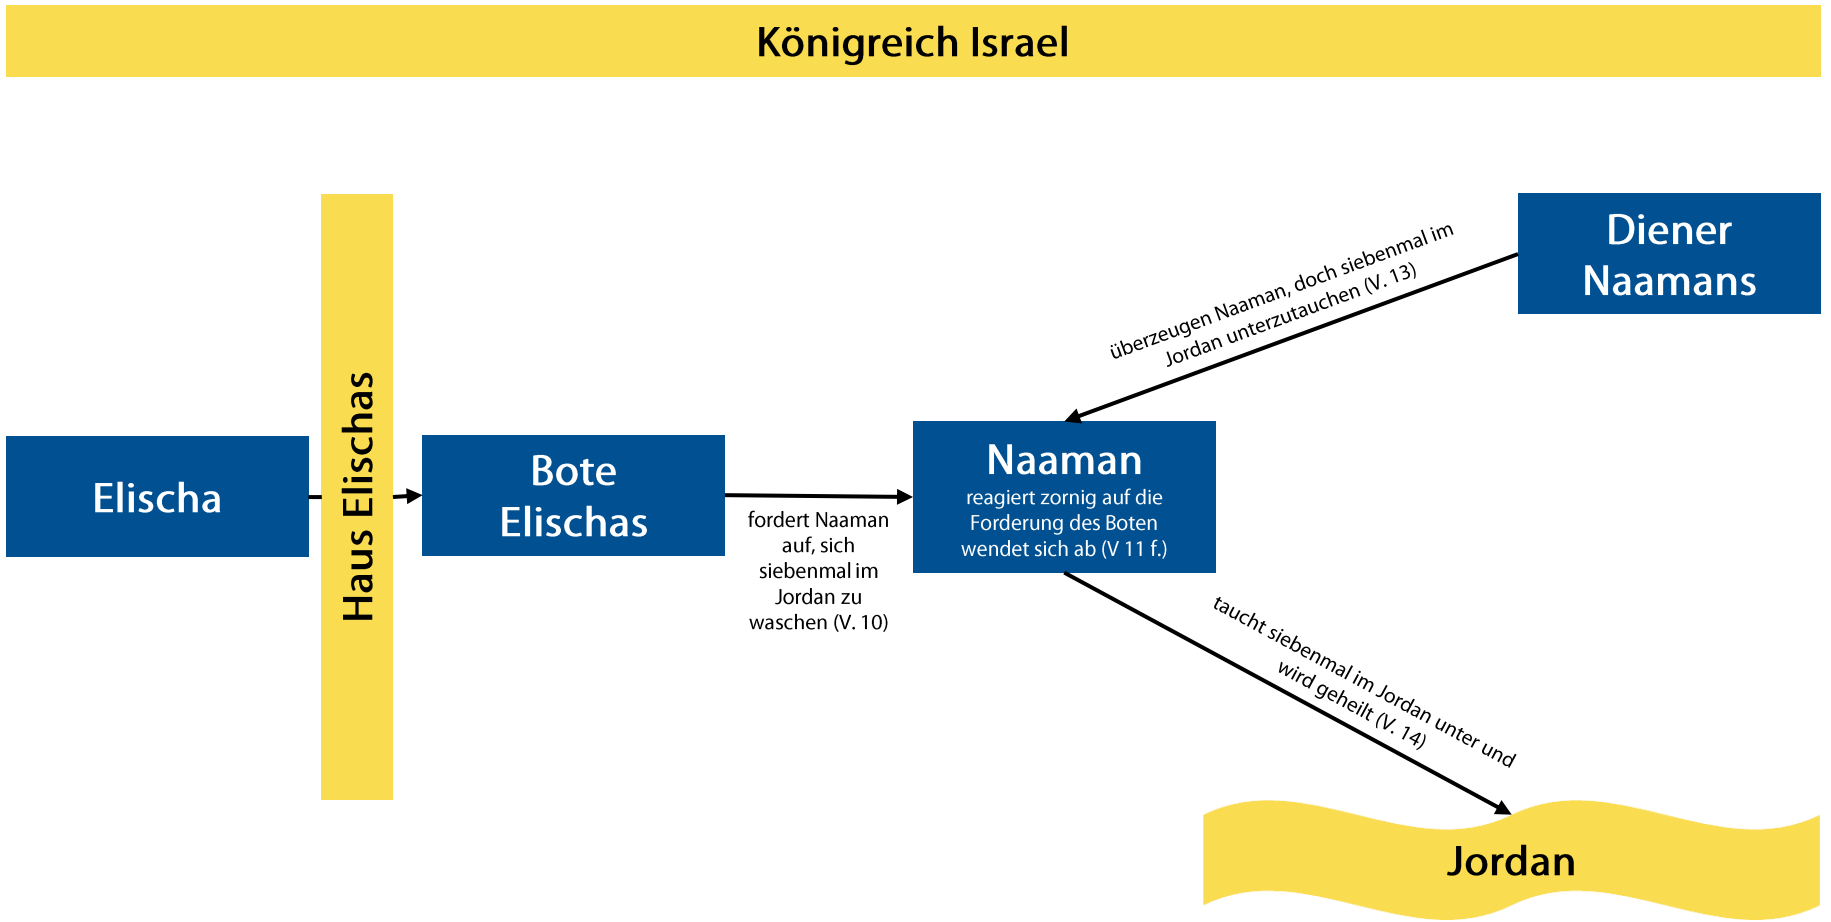 Königreich Israel
Diener
Naamans
überzeugen Naaman, doch siebenmal im
Jordan unterzutauchen (V. 13)
Elischa
Haus Elischas
Bote
Elischas
fordert Naaman
auf, sich
siebenmal im
Jordan zu
waschen (V. 10)
Naaman
reagiert zornig auf die
Forderung des Boten
wendet sich ab (V 11 f.)
taucht siebenmal im Jordan unter und
wird geheilt (V. 14)
Jordan